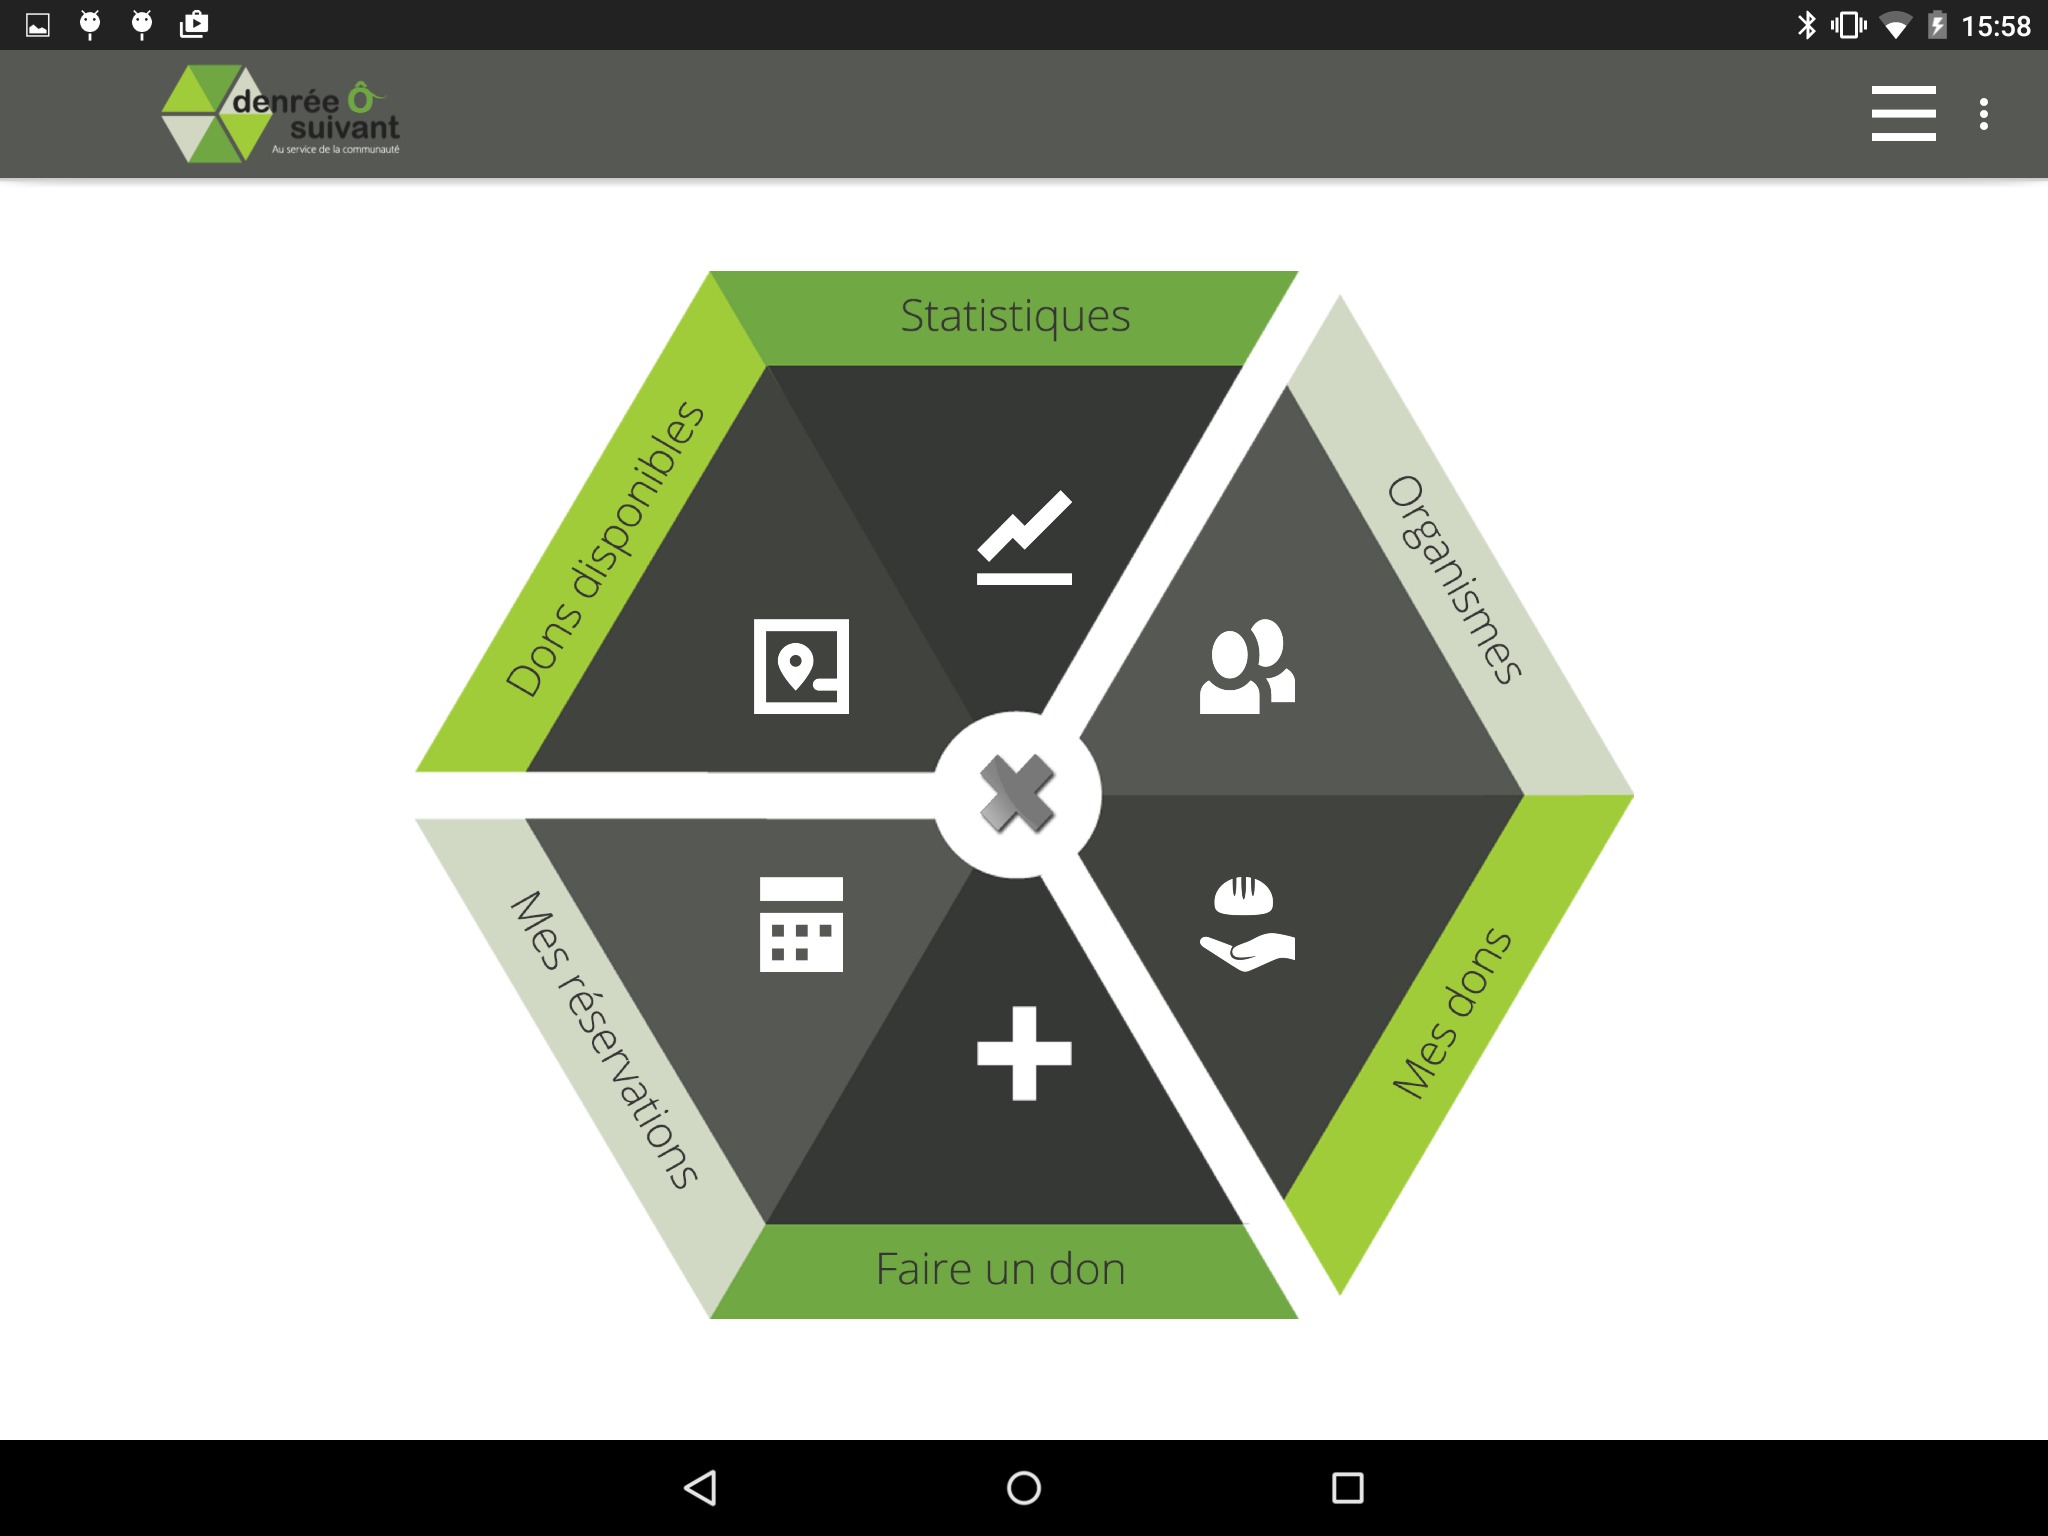 15:58
denrée Ô
suivant
Au service de la communauté
Statistiques
Dons disponibles
Organismes
Mes réservations
Mes dons
Faire un don